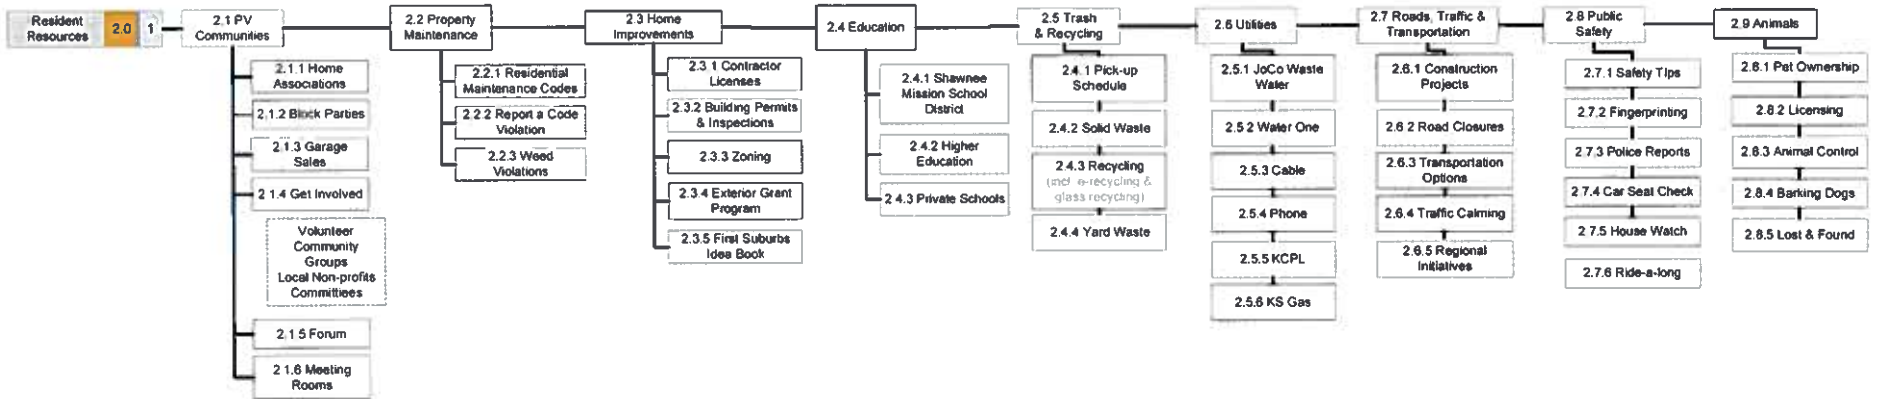 Resident
Resources
2.0
1
2.1 PV
Communities
2.1.1 Home
Associations
2.1.2 Block Parties
2.1.3 Garage
Sales
2 1.4 Get Involved
Volunteer
Community
Groups
Local Non-profits
Committees
2.1.5 Forum
2 1.6 Meeting
Rooms
2.2 Property
Maintenance
2.2.1 Residential
Maintenance Codes
2 2 2 Report a Code
Violation
2.2.3 Weed
Violations
2.3 Home
Improvements
2.3.1 Contractor
Licenses
2.3.2 Building Permits
& Inspections
2.3.3 Zoning
2.3.4 Exterior Grant
Program
2.3.5 First Suburbs
Idea Book
2.4 Education
2.4.1 Shawnee
Mission School
District
2.4.2 Higher
Education
2 4.3 Private Schools
2.5 Trash
& Recycling
2.4.1 Pick-up
Schedule
2.4.2 Solid Waste
2.4.3 Recycling
(incl e-recycling &
glass recycling)
2.4.4 Yard Waste
2.6 Utilities
2.5.1 JoCo Waste
Water
2.5 2 Water One
2.5.3 Cable
2.5.4 Phone
2.5.5 KCPL
2.5.6 KS Gas
2.7 Roads, Traffic &
Transportation
2.6.1 Construction
Projects
2.6 2 Road Closures
2.6.3 Transportation
Options
2.6.4 Traffic Calming
2.6.5 Regional
Initiatives
2.8 Public
Safety
2.7.1 Safety Tips
2.7.2 Fingerprinting
2.7.3 Police Reports
2 7.4 Car Seat Check
2.7.5 House Watch
2.7.6 Ride-a-long
2.9 Animals
2.8.1 Pet Ownership
2.8.2 Licensing
2.8.3 Animal Control
2.8.4 Barking Dogs
2.8.5 Lost & Found